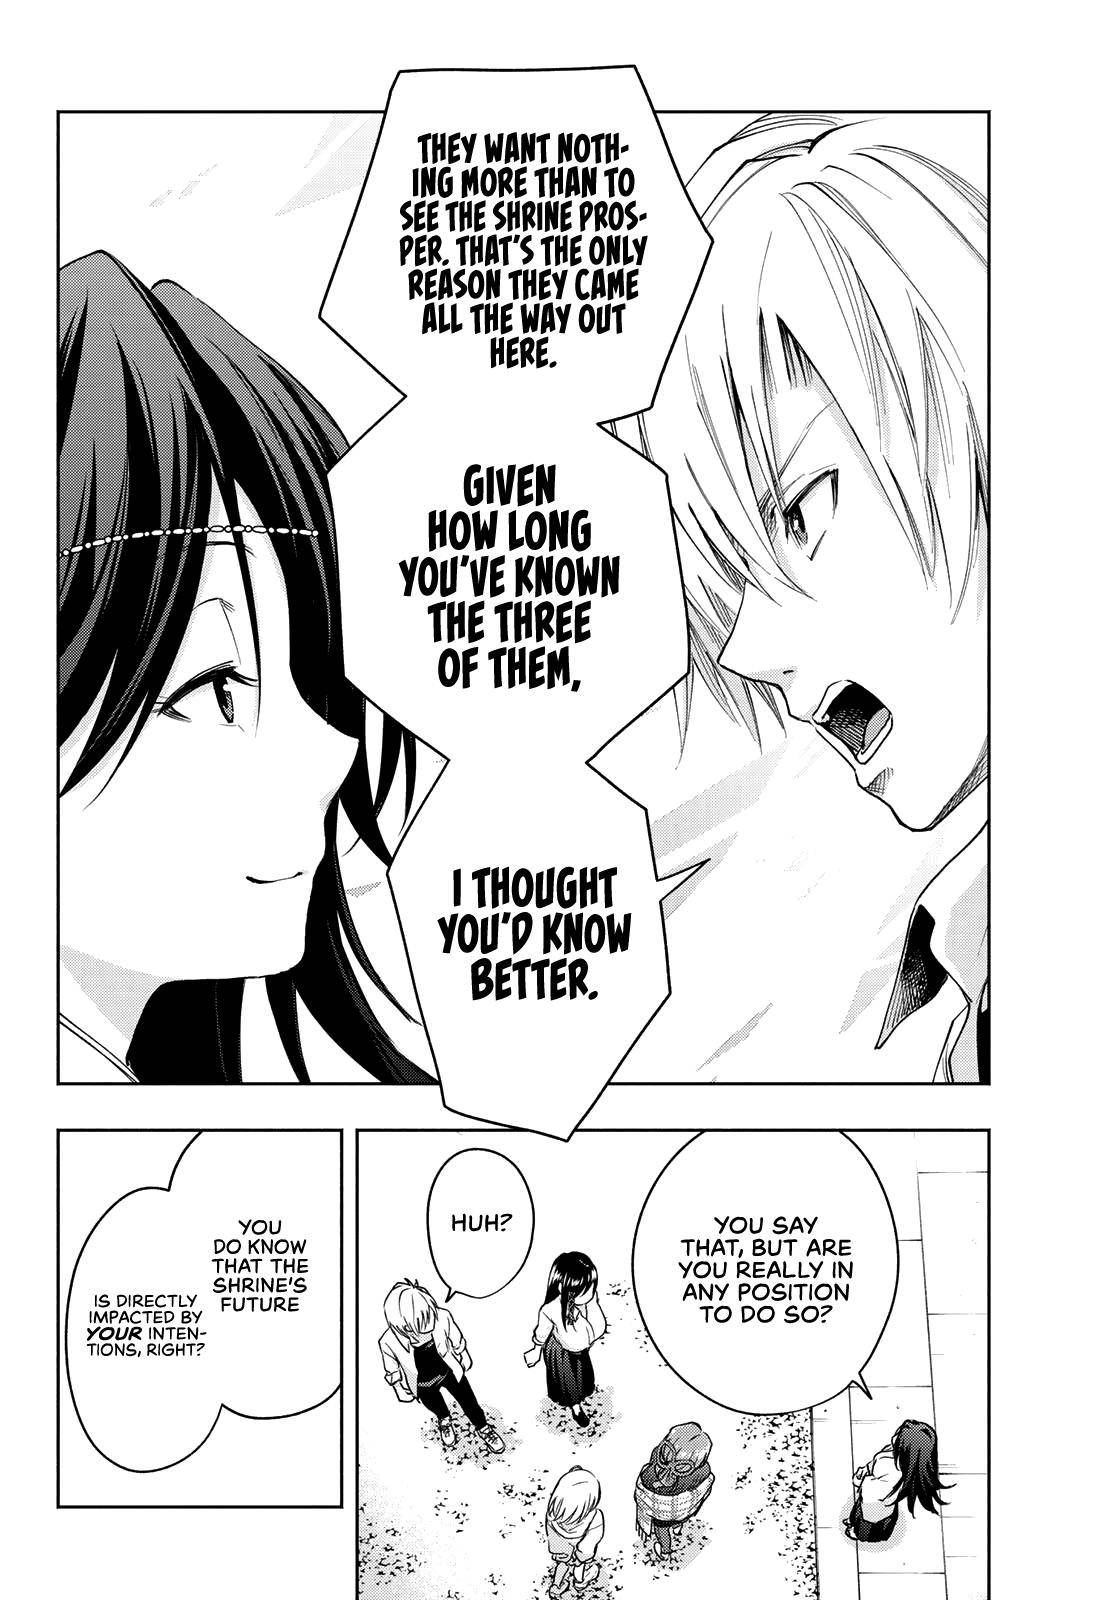 THEY WANT NOTH-
ING MORE THAN TO
SEE THE SHRINE PROS-
PER. THAT'S THE ONLY
REASON THEY CAME
ALL THE WAY OUT
HERE.
GIVEN
HOW LONG
YOU'VE KNOWN
THE THREE
OF THEM,
I THOUGHT
YOU'D KNOW
BETTER.
YOU SAY
THAT, BUT ARE
YOU REALLY IN
ANY POSITION
TO DO SO?
HUH?
YOU
DO KNOW
THAT THE
SHRINE'S
FUTURE
IS DIRECTLY
IMPACTED BY
YOUR INTEN-
TIONS, RIGHT?